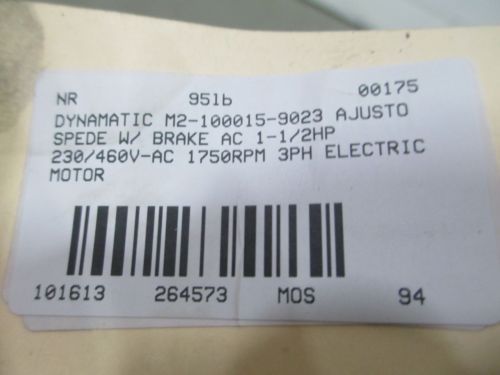 NR 951b 00175
DYNAMATIC M2-100015-9023 AJUSTO
SPEDE W/ BRAKE AC 1-1/2HP
230/460V-AC 1750RPM 3PH ELECTRIC
MOTOR
101613 264573 MOS 94